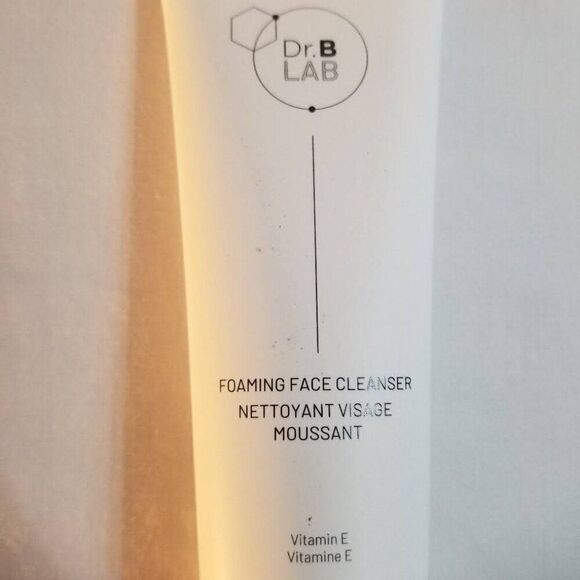 Dr.B
LAB
FOAMING FACE CLEANSER
NETTOYANT VISAGE
MOUSSANT
Vitamin E
Vitamine E